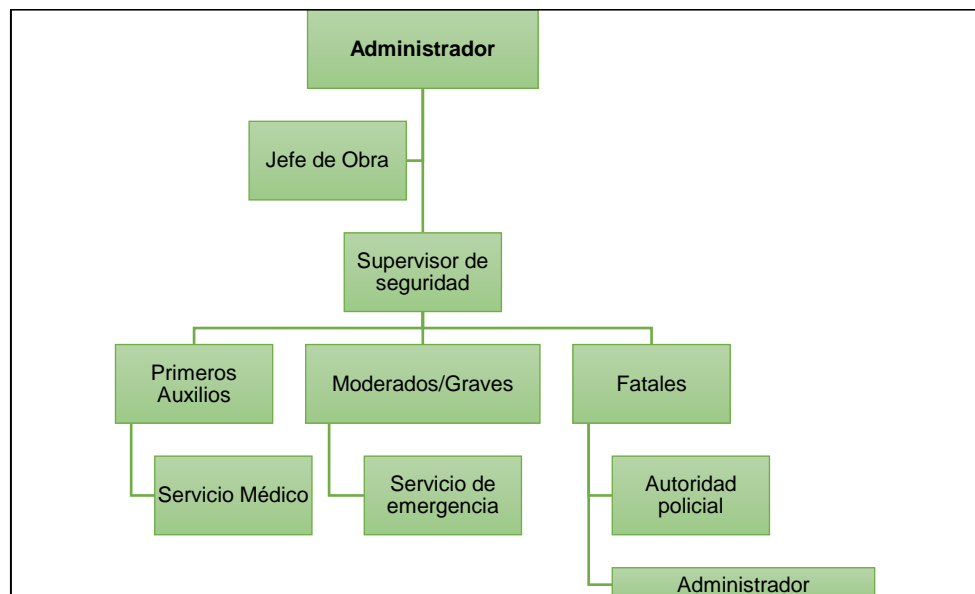 Administrador
Jefe de Obra
Supervisor de
seguridad
Primeros
Auxilios
Moderados/Graves
Fatales
Servicio Médico
Servicio de
emergencia
Autoridad
policial
Administrador